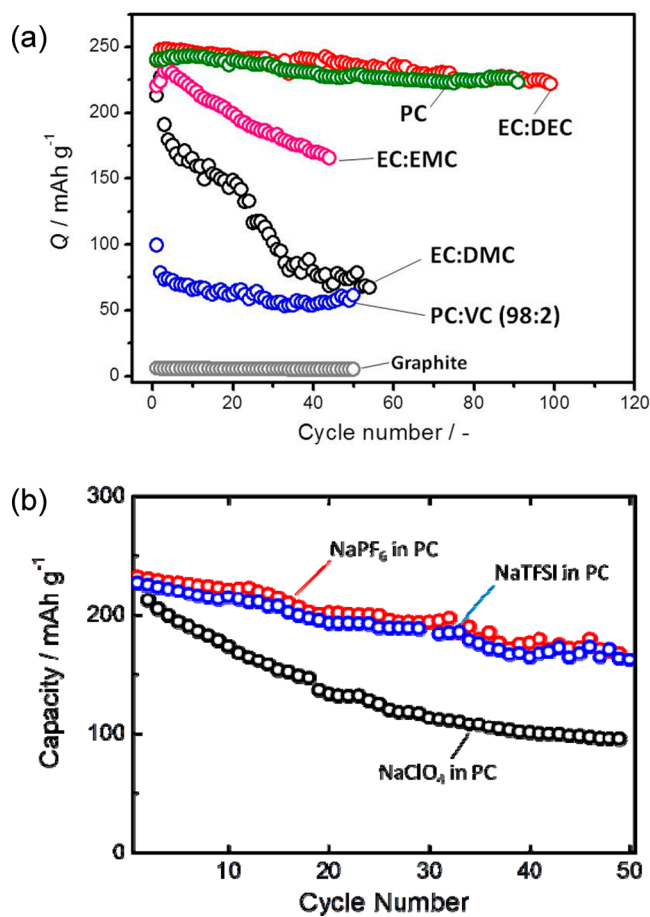 (a)
Q / mAh g⁻¹
250
200
150
100
50
0
PC
EC:DEC
EC:EMC
EC:DMC
PC:VC (98:2)
Graphite
0 20 40 60 80 100 120
Cycle number / -
(b)
Capacity / mAh g⁻¹
300
200
100
0
NaPF₆ in PC
NaTFSI in PC
NaClO₄ in PC
10 20 30 40 50
Cycle Number